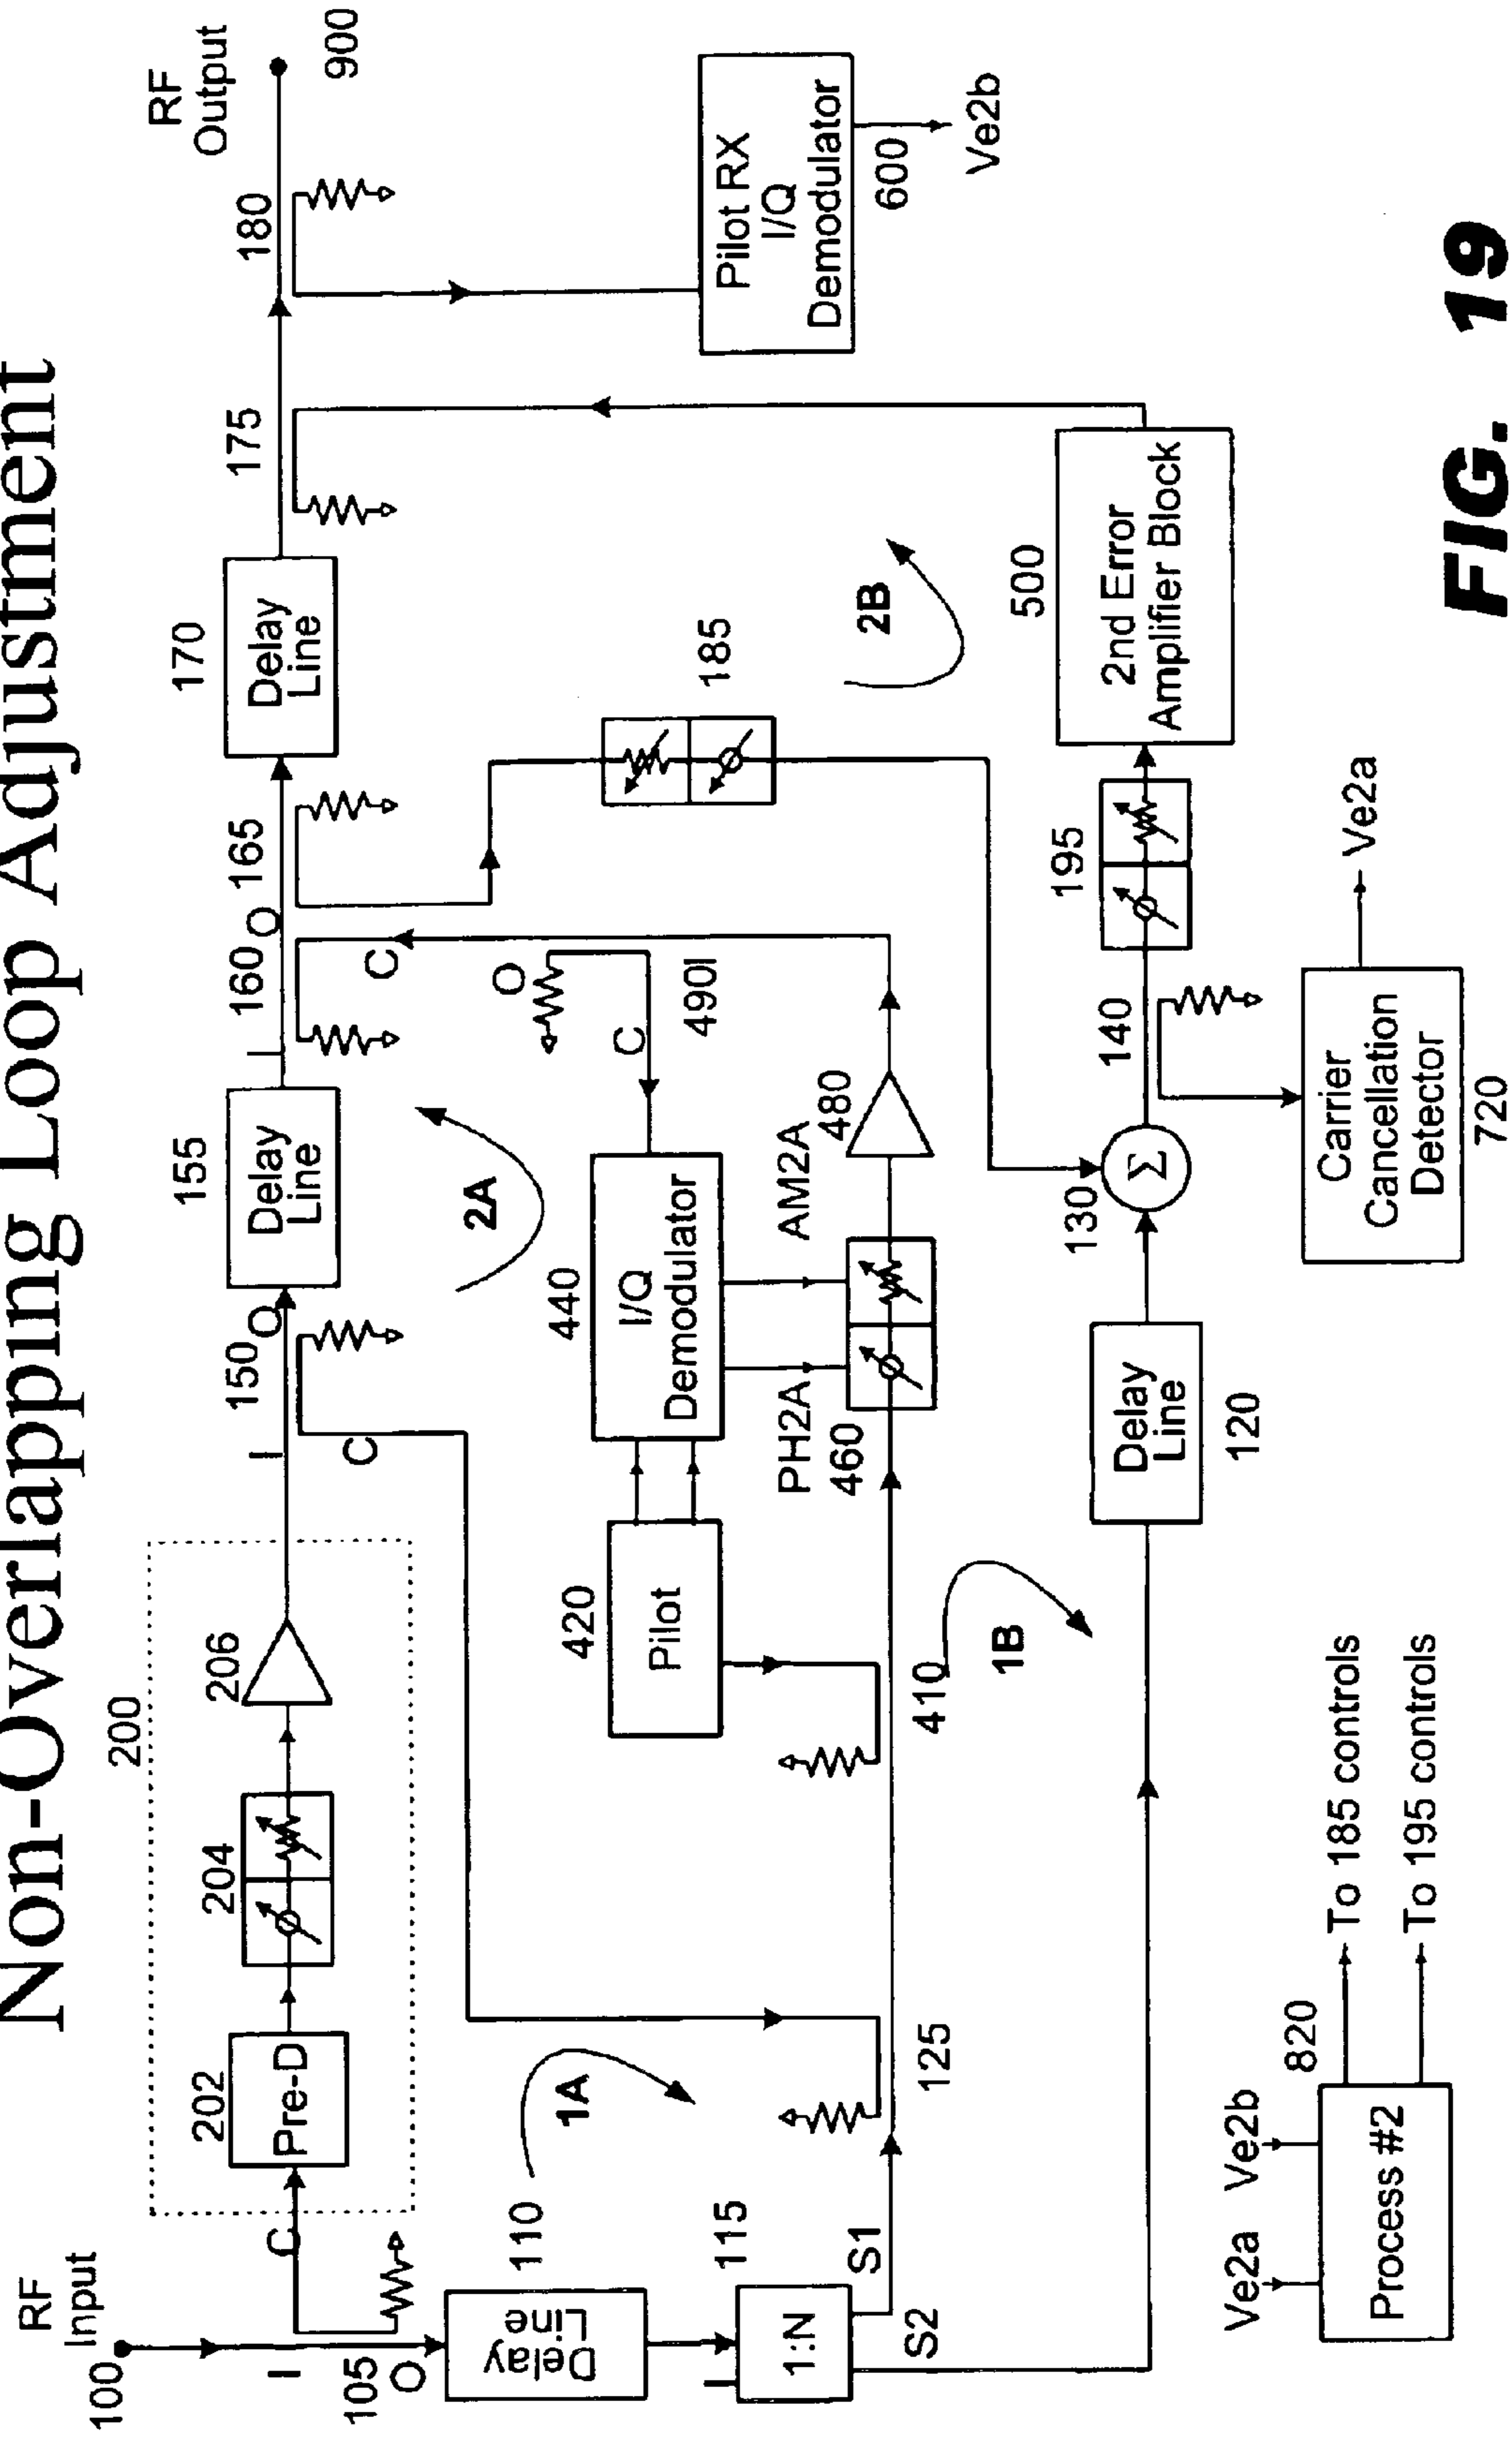 Non-Overlapping Loop Adjustment
RF
Input
100
I
105
O
C
200
202
Pre-D
204
206
I
150
O
C
155
Delay
Line
I
160
O
C
165
170
Delay
Line
175
180
RF
Output
900
110
Delay
Line
1A
2A
115
I
1:N
S1
S2
125
420
Pilot
410
440
I/Q
Demodulator
O
C
490I
PH2A
AM2A
460
480
185
2B
Pilot RX
I/Q
Demodulator
600
Ve2b
1B
120
Delay
Line
130
Σ
140
195
500
2nd Error
Amplifier Block
Carrier
Cancellation
Detector
720
Ve2a
Ve2a
Ve2b
820
Process #2
To 185 controls
To 195 controls
FIG. 19